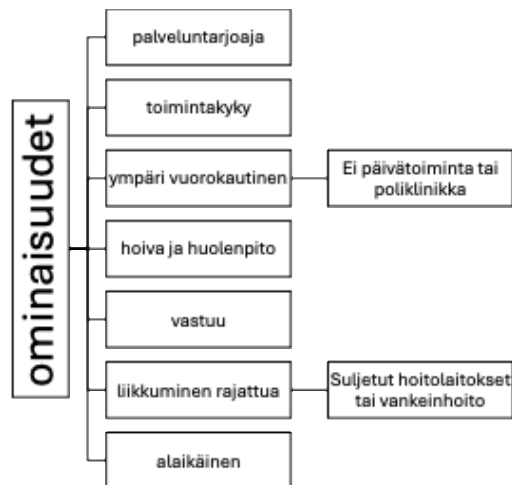 ominaisuudet
palveluntarjoaja
toimintakyky
ympäri vuorokautinen
Ei päivätoiminta tai
poliklinikka
hoiva ja huolenpito
vastuu
liikkuminen rajattua
Suljetut hoitolaitokset
tai vankeinhoito
alaikäinen